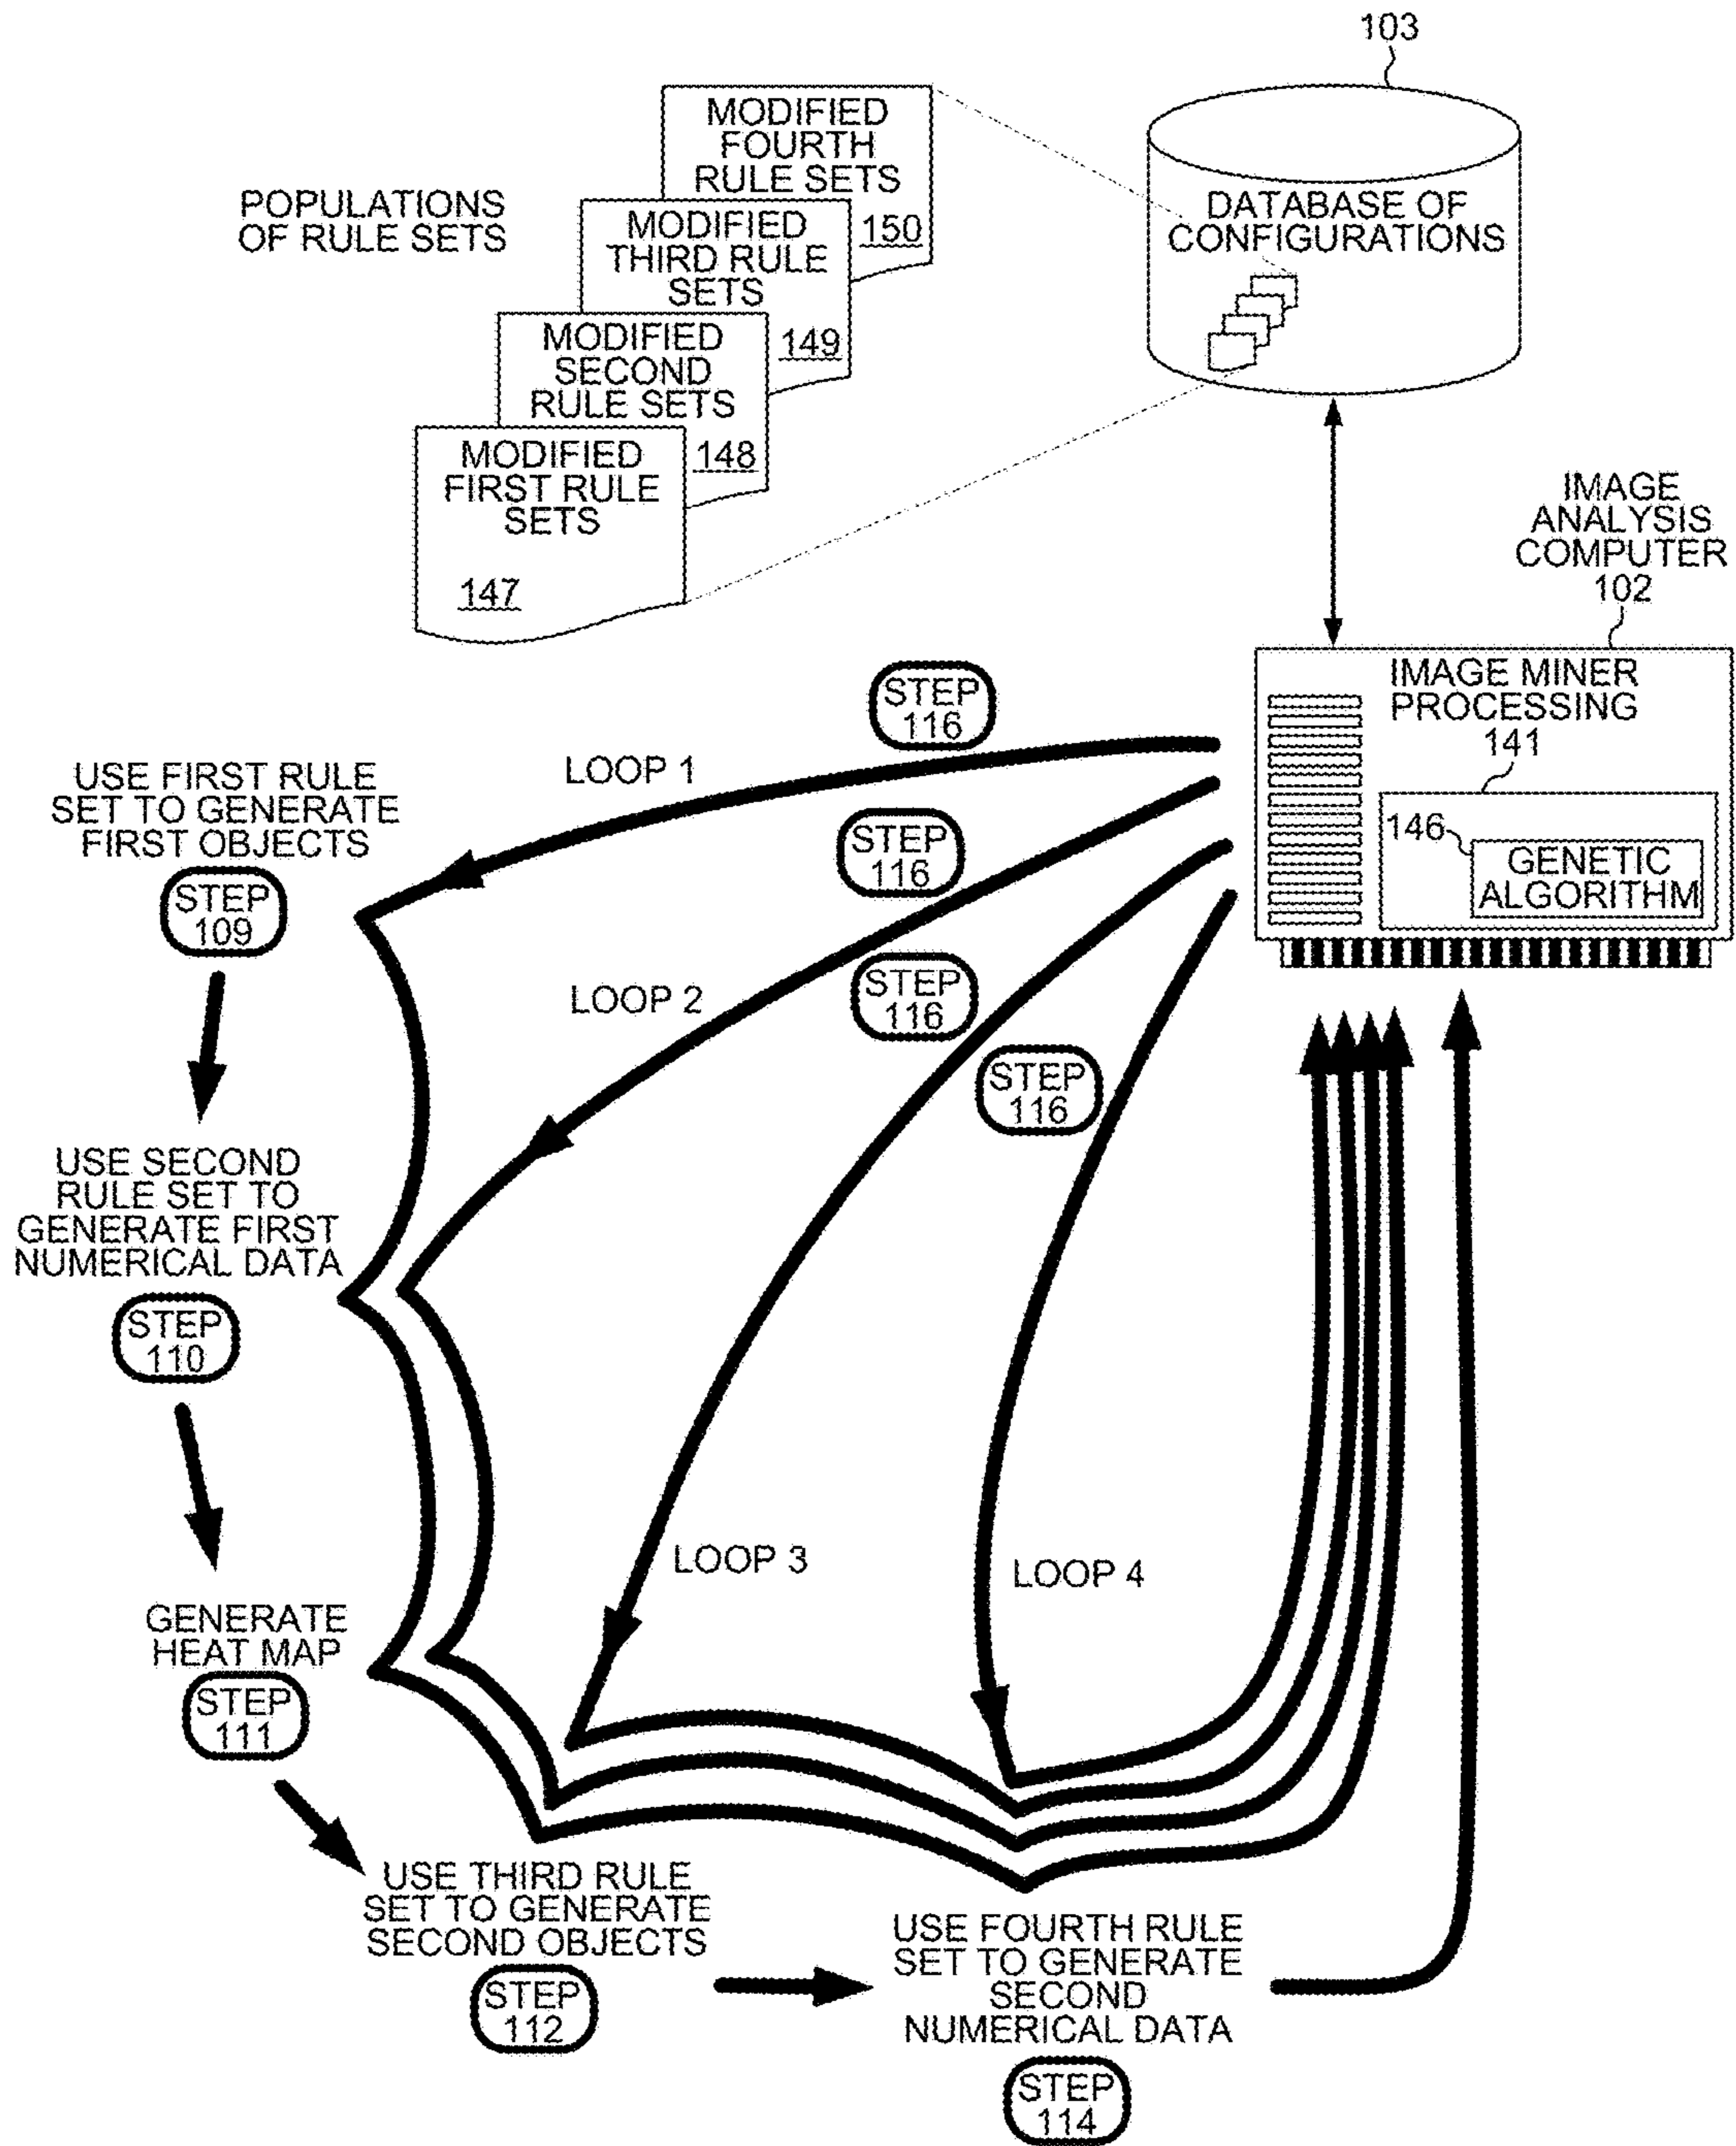 103
MODIFIED
FOURTH
RULE SETS
150
POPULATIONS
OF RULE SETS
MODIFIED
THIRD RULE
SETS
149
DATABASE OF
CONFIGURATIONS
MODIFIED
SECOND
RULE SETS
148
MODIFIED
FIRST RULE
SETS
147
IMAGE
ANALYSIS
COMPUTER
102
IMAGE MINER
PROCESSING
141
146
GENETIC
ALGORITHM
STEP
116
LOOP 1
USE FIRST RULE
SET TO GENERATE
FIRST OBJECTS
STEP
109
STEP
116
LOOP 2
STEP
116
STEP
116
USE SECOND
RULE SET TO
GENERATE FIRST
NUMERICAL DATA
STEP
110
LOOP 3
LOOP 4
GENERATE
HEAT MAP
STEP
111
USE THIRD RULE
SET TO GENERATE
SECOND OBJECTS
STEP
112
USE FOURTH RULE
SET TO GENERATE
SECOND
NUMERICAL DATA
STEP
114